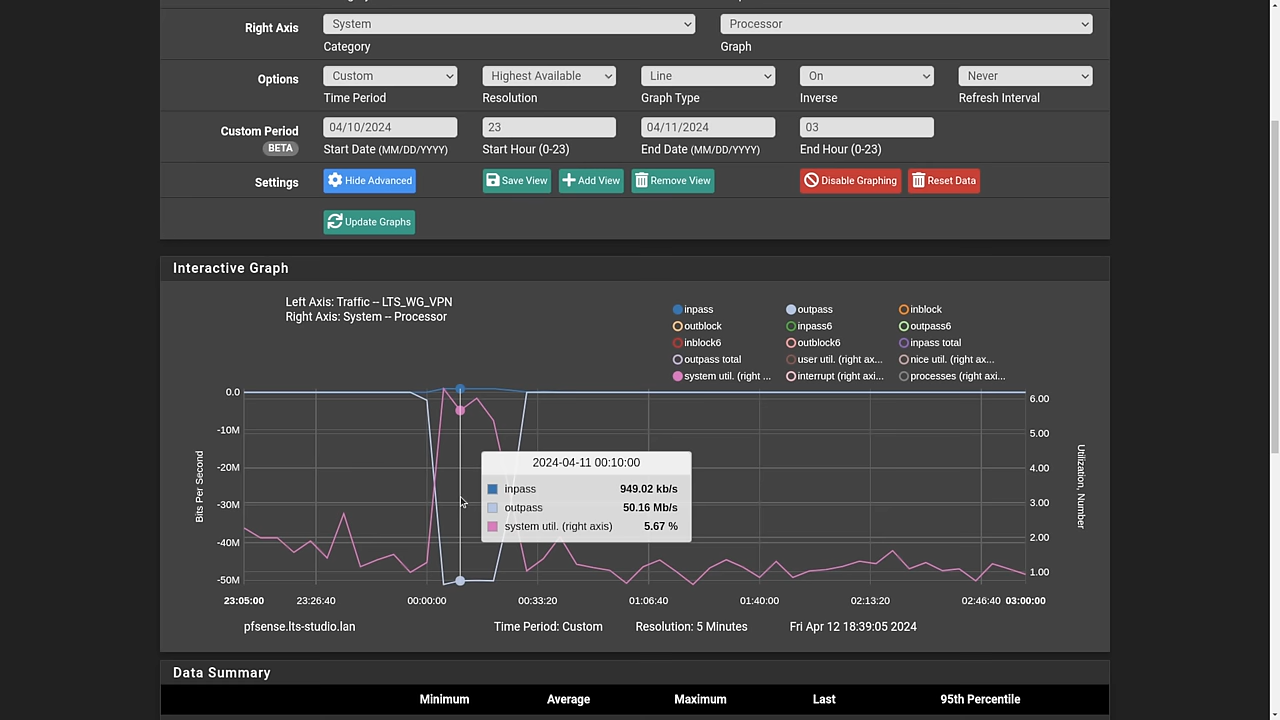 Right Axis
System
Processor
Category
Graph
Options
Custom
Highest Available
Line
On
Never
Time Period
Resolution
Graph Type
Inverse
Refresh Interval
Custom Period
BETA
04/10/2024
23
04/11/2024
03
Start Date (MM/DD/YYYY)
Start Hour (0-23)
End Date (MM/DD/YYYY)
End Hour (0-23)
Settings
Hide Advanced
Save View
Add View
Remove View
Disable Graphing
Reset Data
Update Graphs
Interactive Graph
Left Axis: Traffic -- LTS_WG_VPN
Right Axis: System -- Processor
inpass
outpass
inblock
outblock
inpass6
outpass6
inblock6
outblock6
inpass total
outpass total
user util. (right ax...
nice util. (right ax...
system util. (right ...
interrupt (right axi...
processes (right axi...
0.0
-10M
-20M
-30M
-40M
-50M
Bits Per Second
6.00
5.00
4.00
3.00
2.00
1.00
Utilization, Number
2024-04-11 00:10:00
inpass 949.02 kb/s
outpass 50.16 Mb/s
system util. (right axis) 5.67 %
23:05:00
23:26:40
00:00:00
00:33:20
01:06:40
01:40:00
02:13:20
02:46:40
03:00:00
pfsense.lts-studio.lan
Time Period: Custom
Resolution: 5 Minutes
Fri Apr 12 18:39:05 2024
Data Summary
Minimum
Average
Maximum
Last
95th Percentile